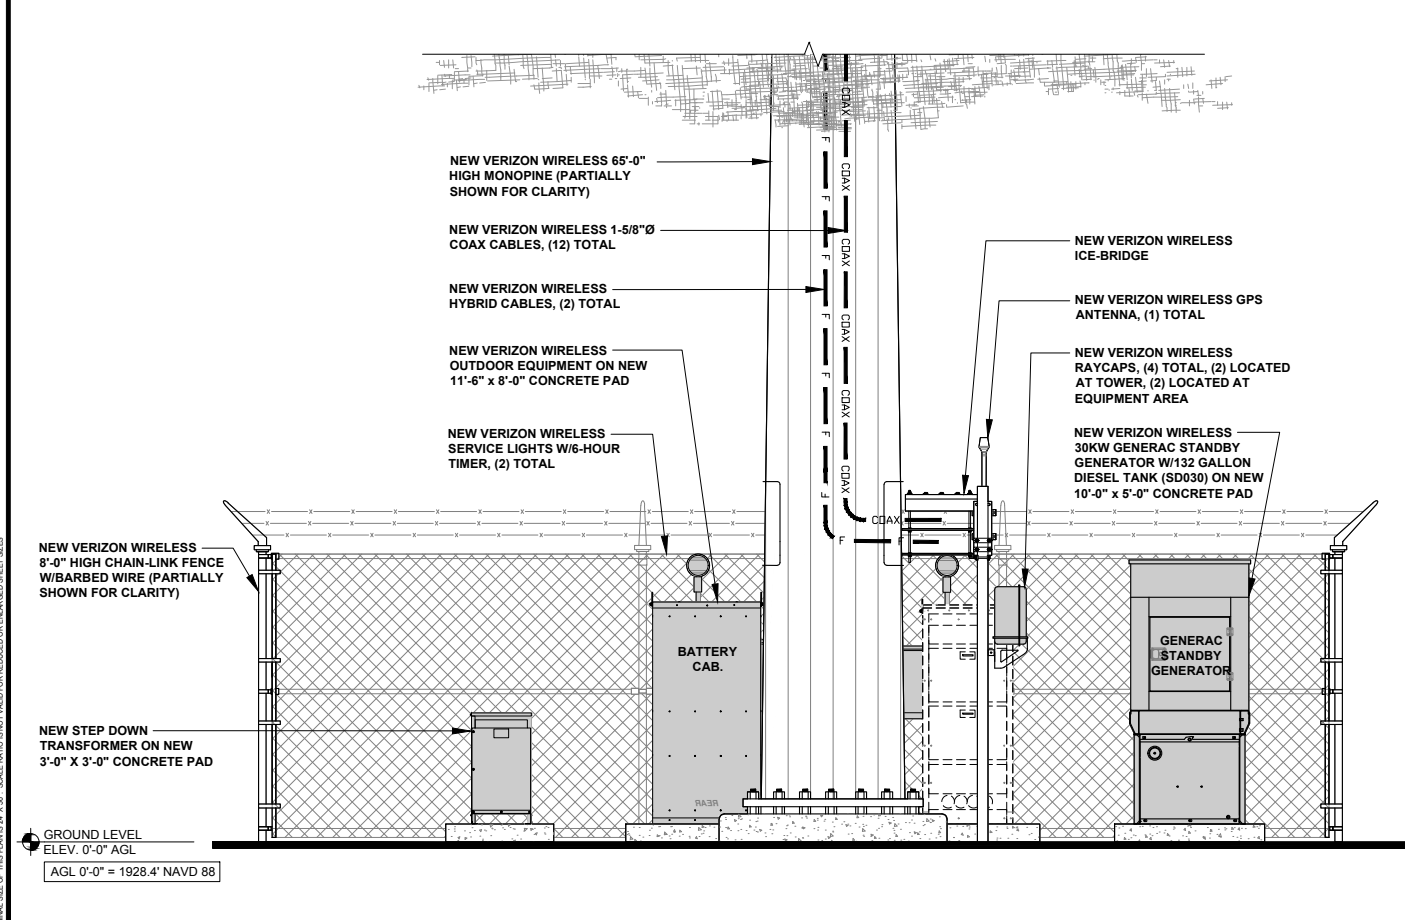 NEW VERIZON WIRELESS 65'-0"
HIGH MONOPINE (PARTIALLY
SHOWN FOR CLARITY)
NEW VERIZON WIRELESS 1-5/8"Ø
COAX CABLES, (12) TOTAL
NEW VERIZON WIRELESS
HYBRID CABLES, (2) TOTAL
NEW VERIZON WIRELESS
OUTDOOR EQUIPMENT ON NEW
11'-6" x 8'-0" CONCRETE PAD
NEW VERIZON WIRELESS
SERVICE LIGHTS W/6-HOUR
TIMER, (2) TOTAL
NEW VERIZON WIRELESS
8'-0" HIGH CHAIN-LINK FENCE
W/BARBED WIRE (PARTIALLY
SHOWN FOR CLARITY)
NEW STEP DOWN
TRANSFORMER ON NEW
3'-0" X 3'-0" CONCRETE PAD
NEW VERIZON WIRELESS
ICE-BRIDGE
NEW VERIZON WIRELESS GPS
ANTENNA, (1) TOTAL
NEW VERIZON WIRELESS
RAYCAPS, (4) TOTAL, (2) LOCATED
AT TOWER, (2) LOCATED AT
EQUIPMENT AREA
NEW VERIZON WIRELESS
30KW GENERAC STANDBY
GENERATOR W/132 GALLON
DIESEL TANK (SD030) ON NEW
10'-0" x 5'-0" CONCRETE PAD
COAX
COAX
COAX
COAX
COAX
COAX
COAX
F
F
F
F
F
F
F
F
F
BATTERY
CAB.
REAR
GENERAC
STANDBY
GENERATOR
GROUND LEVEL
ELEV. 0'-0" AGL
AGL 0'-0" = 1928.4' NAVD 88